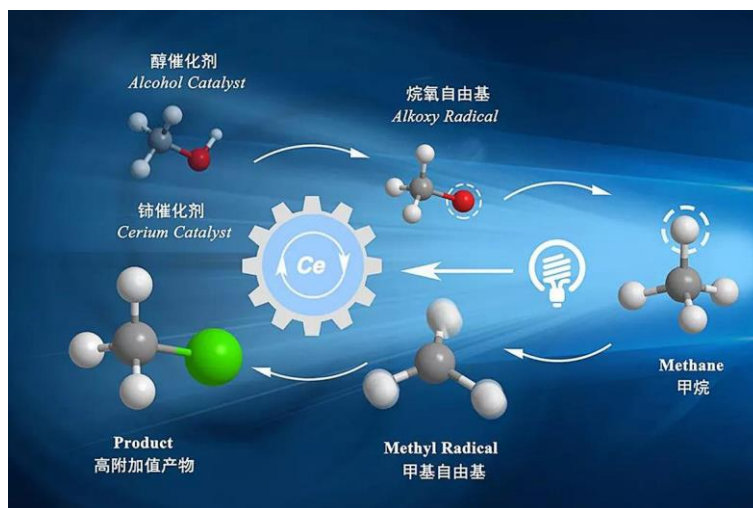 醇催化剂
Alcohol Catalyst
烷氧自由基
Alkoxy Radical
铈催化剂
Cerium Catalyst
Ce
Methane
甲烷
Product
高附加值产物
Methyl Radical
甲基自由基